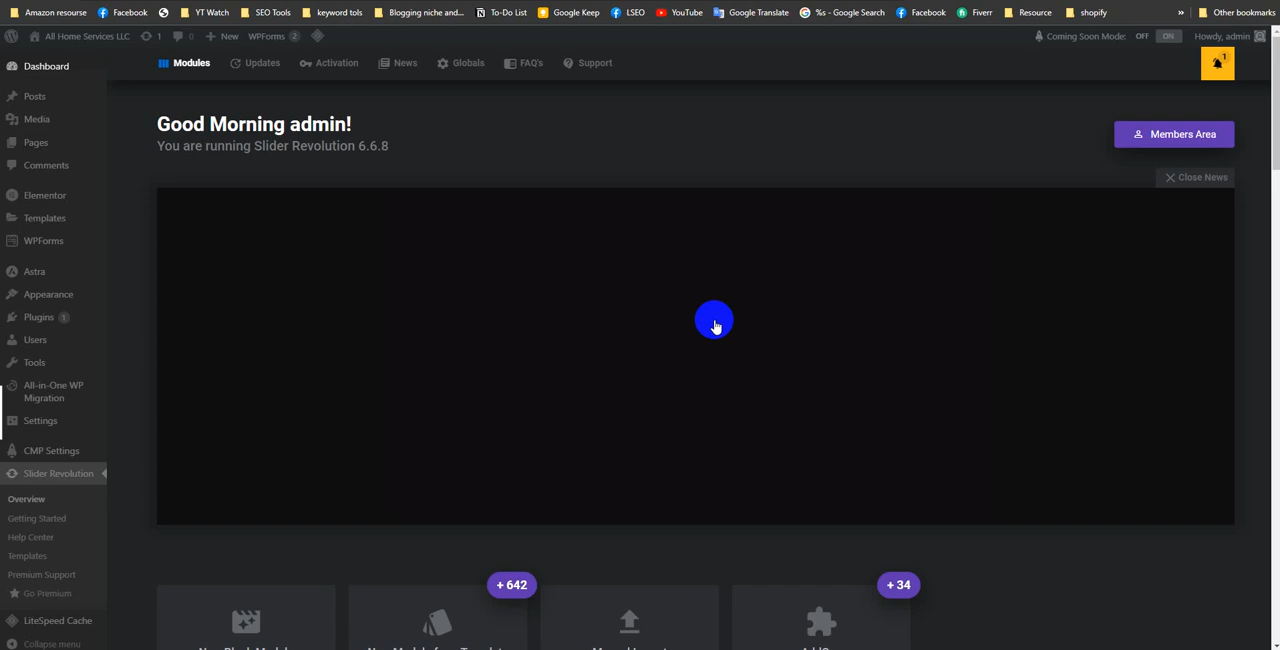 Amazon resourse Facebook YT Watch SEO Tools keyword tols Blogging niche and... To-Do List Google Keep LSEO YouTube Google Translate %s - Google Search Facebook Fiverr Resource shopify » Other bookmarks
All Home Services LLC 1 0 New WPForms 2 Coming Soon Mode: OFF ON Howdy, admin
Dashboard
Posts
Media
Pages
Comments
Elementor
Templates
WPForms
Astra
Appearance
Plugins 1
Users
Tools
All-in-One WP
Migration
Settings
CMP Settings
Slider Revolution
Overview
Getting Started
Help Center
Templates
Premium Support
Go Premium
LiteSpeed Cache
Collapse menu
Modules Updates Activation News Globals FAQ's Support 1
Good Morning admin!
You are running Slider Revolution 6.6.8
Members Area
Close News
+ 642
+ 34